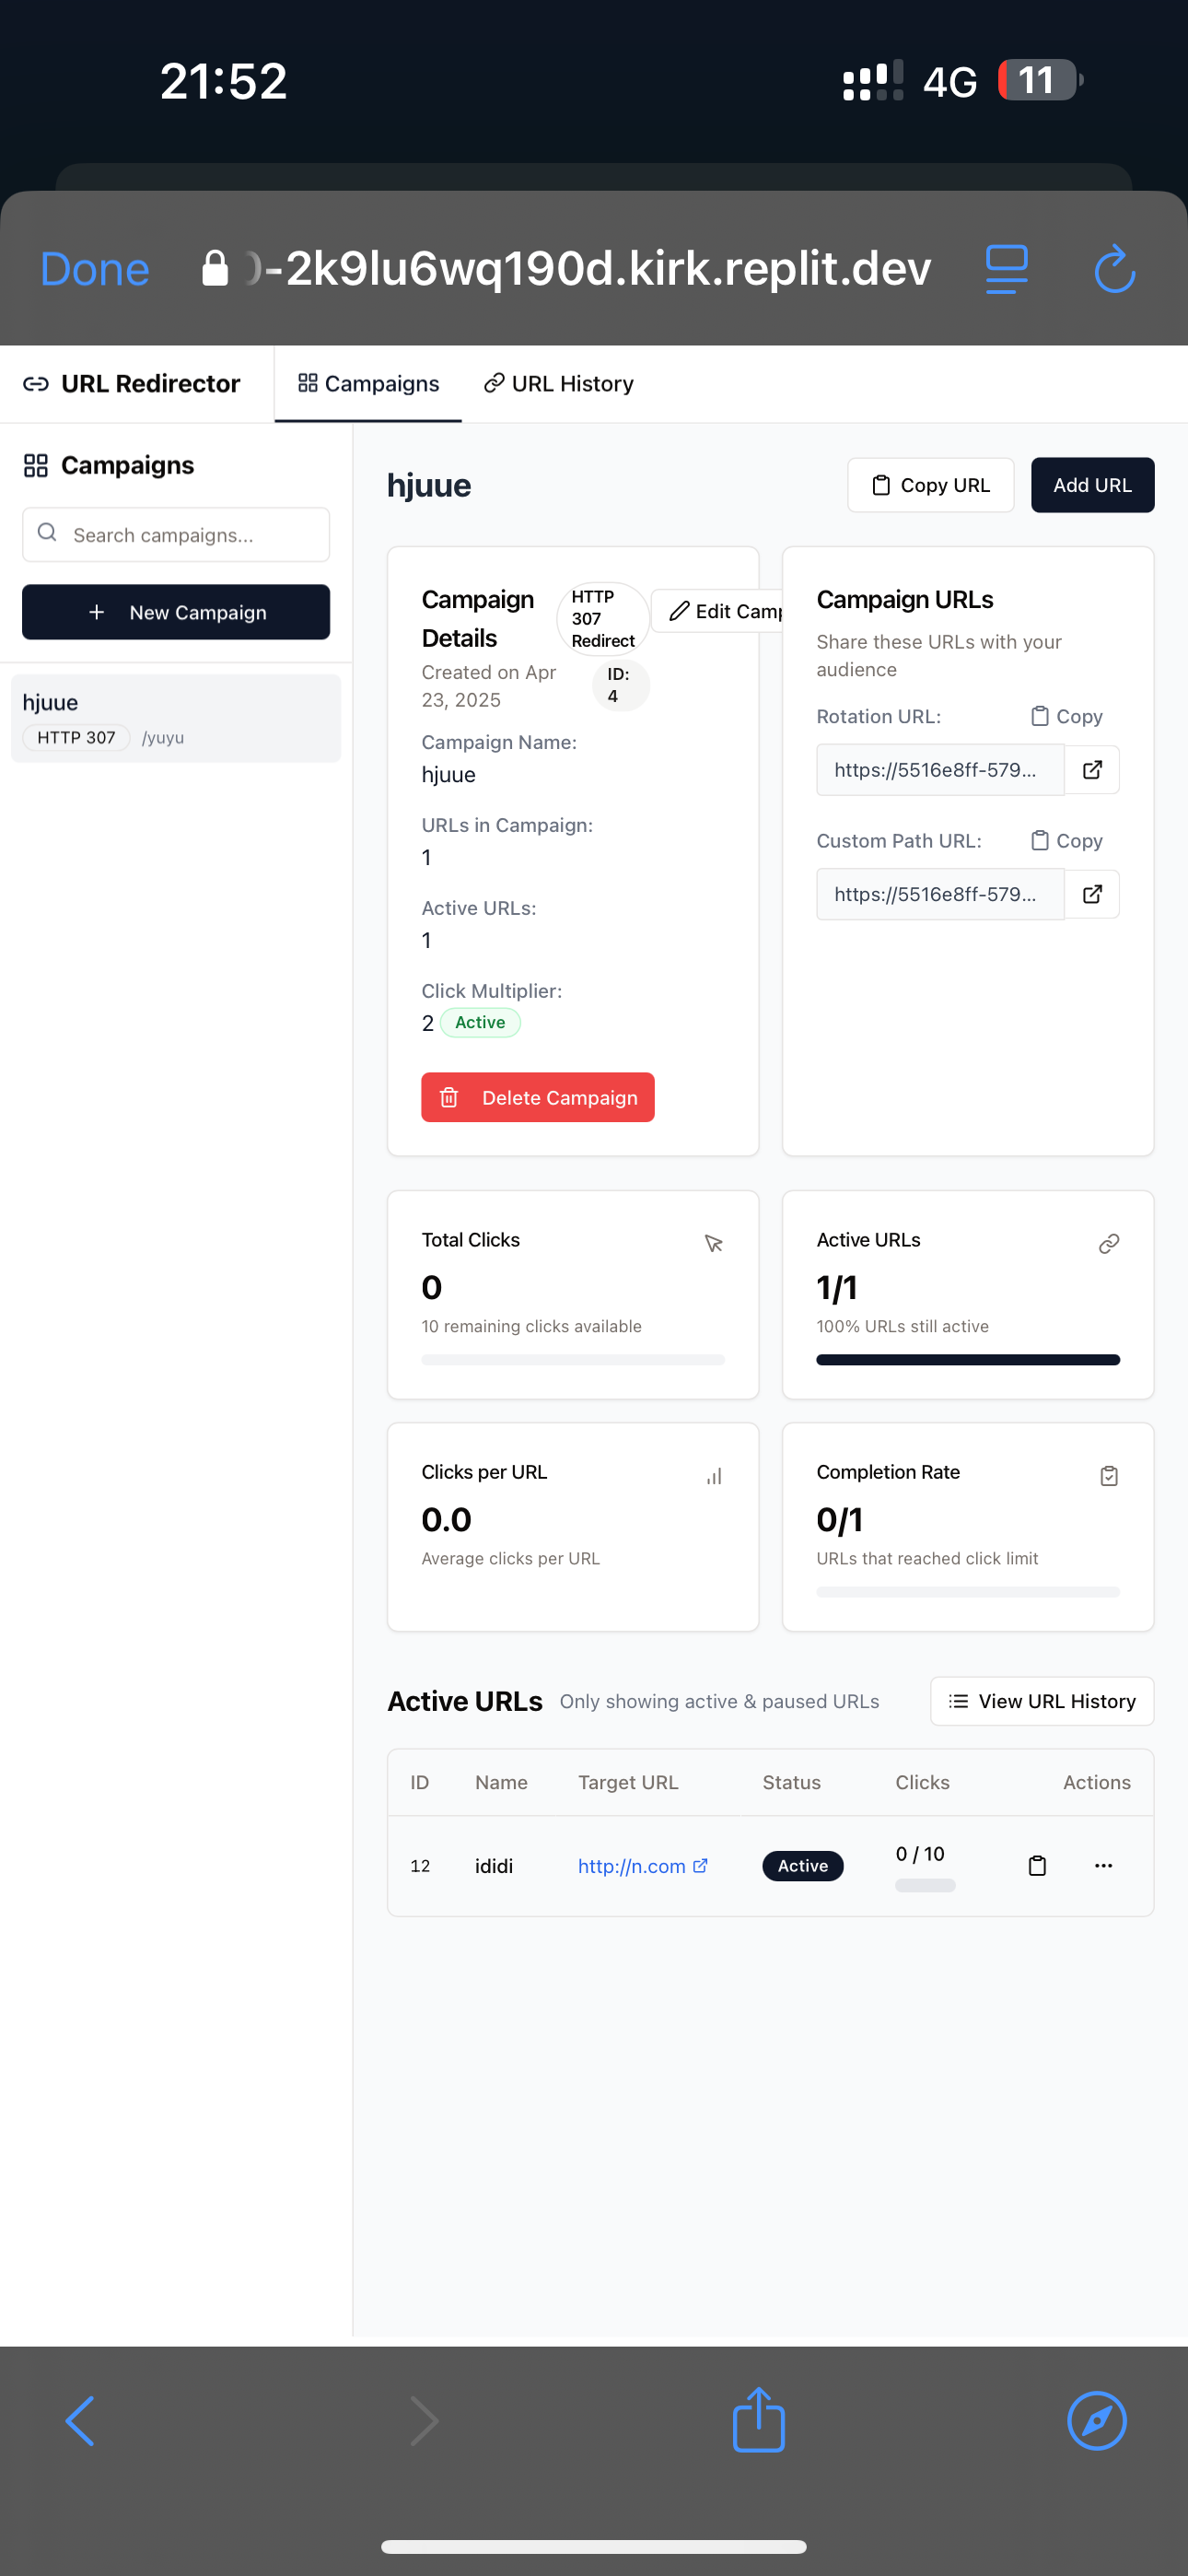 21:52
4G 11
Done
-2k9lu6wq190d.kirk.replit.dev
URL Redirector
Campaigns
URL History
Campaigns
Search campaigns...
+ New Campaign
hjuue
HTTP 307 /yuyu
hjuue
Copy URL
Add URL
Campaign
Details
HTTP
307
Redirect
Edit Camp
Created on Apr
23, 2025
ID:
4
Campaign Name:
hjuue
URLs in Campaign:
1
Active URLs:
1
Click Multiplier:
2 Active
Delete Campaign
Campaign URLs
Share these URLs with your
audience
Rotation URL:
Copy
https://5516e8ff-579...
Custom Path URL:
Copy
https://5516e8ff-579...
Total Clicks
0
10 remaining clicks available
Active URLs
1/1
100% URLs still active
Clicks per URL
0.0
Average clicks per URL
Completion Rate
0/1
URLs that reached click limit
Active URLs Only showing active & paused URLs
View URL History
ID Name Target URL Status Clicks Actions
12 ididi http://n.com Active 0 / 10